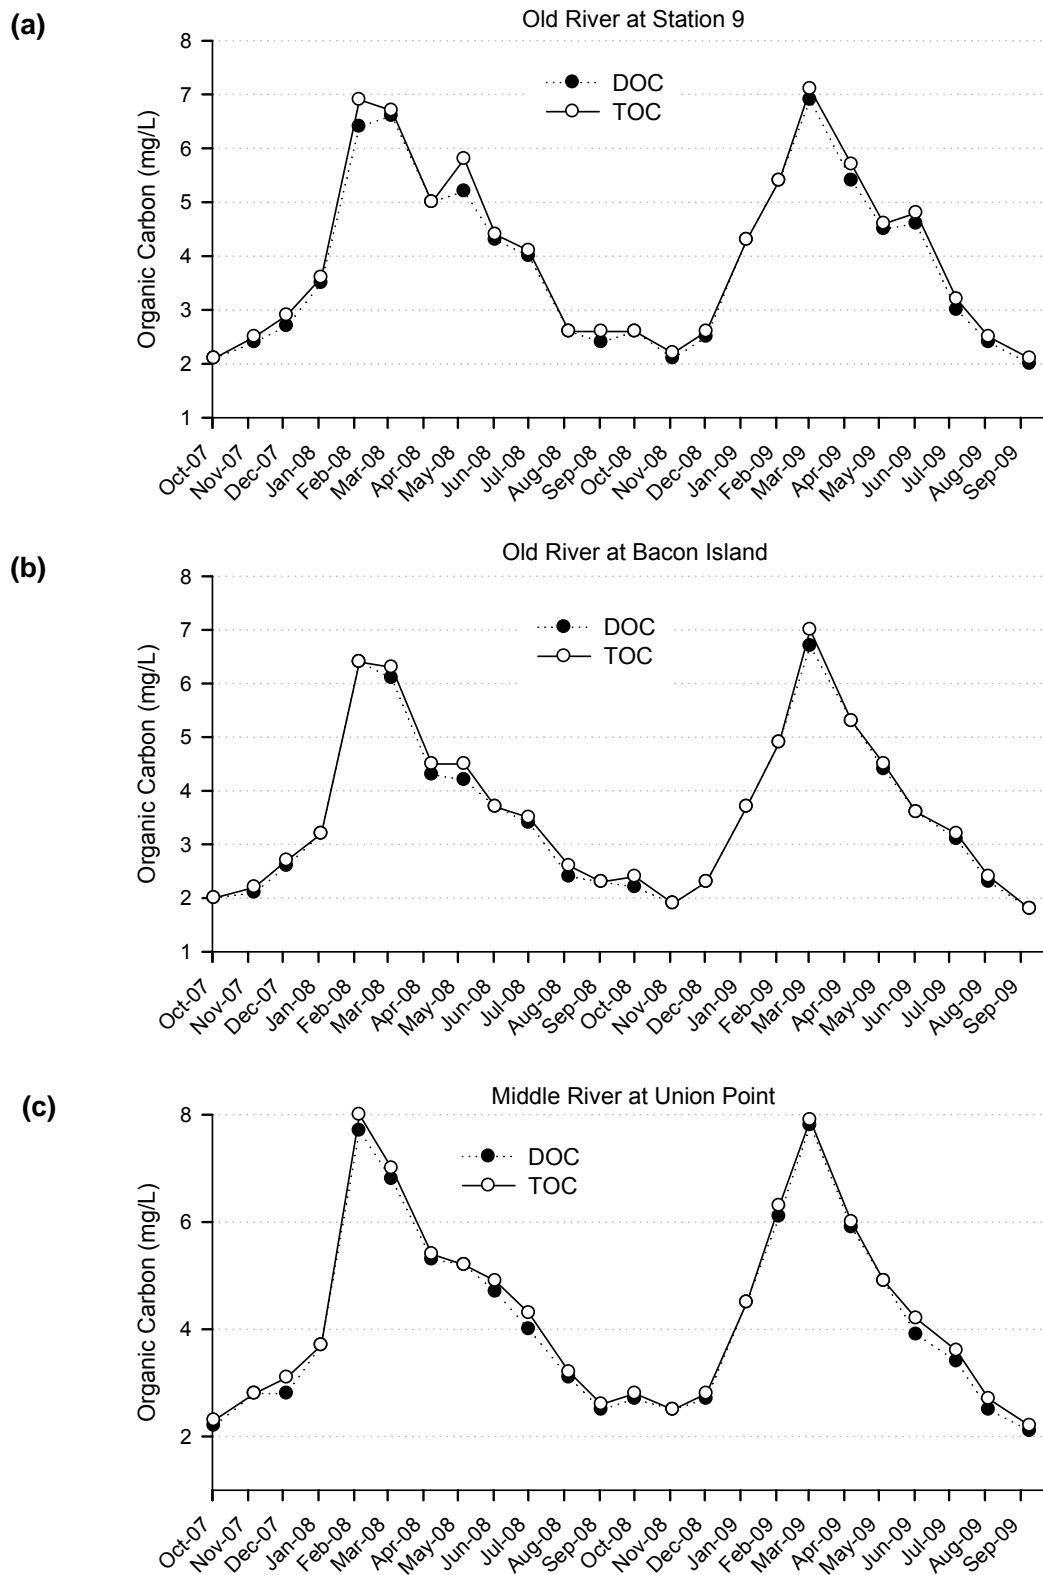 (a)
Old River at Station 9
DOC
TOC
Organic Carbon (mg/L)
8
7
6
5
4
3
2
1
Oct-07
Nov-07
Dec-07
Jan-08
Feb-08
Mar-08
Apr-08
May-08
Jun-08
Jul-08
Aug-08
Sep-08
Oct-08
Nov-08
Dec-08
Jan-09
Feb-09
Mar-09
Apr-09
May-09
Jun-09
Jul-09
Aug-09
Sep-09
(b)
Old River at Bacon Island
DOC
TOC
Organic Carbon (mg/L)
8
7
6
5
4
3
2
1
Oct-07
Nov-07
Dec-07
Jan-08
Feb-08
Mar-08
Apr-08
May-08
Jun-08
Jul-08
Aug-08
Sep-08
Oct-08
Nov-08
Dec-08
Jan-09
Feb-09
Mar-09
Apr-09
May-09
Jun-09
Jul-09
Aug-09
Sep-09
(c)
Middle River at Union Point
DOC
TOC
Organic Carbon (mg/L)
8
6
4
2
Oct-07
Nov-07
Dec-07
Jan-08
Feb-08
Mar-08
Apr-08
May-08
Jun-08
Jul-08
Aug-08
Sep-08
Oct-08
Nov-08
Dec-08
Jan-09
Feb-09
Mar-09
Apr-09
May-09
Jun-09
Jul-09
Aug-09
Sep-09